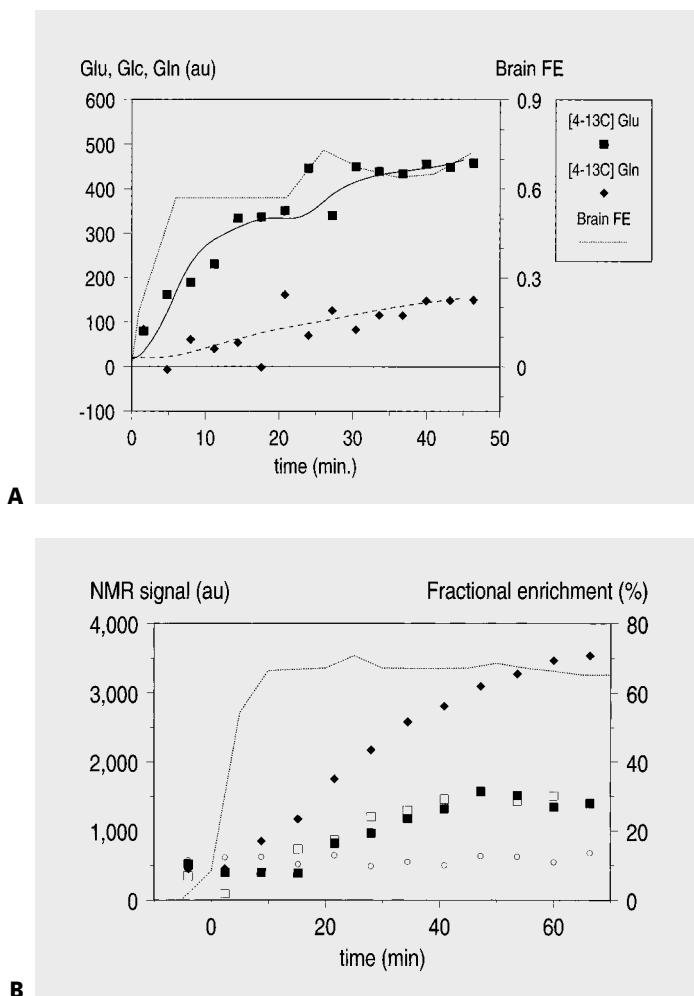 Glu, Glc, Gln (au) Brain FE
600 0.9
500
400 0.6
300
200 0.3
100
0 0
-100
0 10 20 30 40 50
time (min.)
[4-13C] Glu
[4-13C] Gln
Brain FE
A
NMR signal (au) Fractional enrichment (%)
4,000 80
3,000 60
2,000 40
1,000 20
0 0
0 20 40 60
time (min)
B